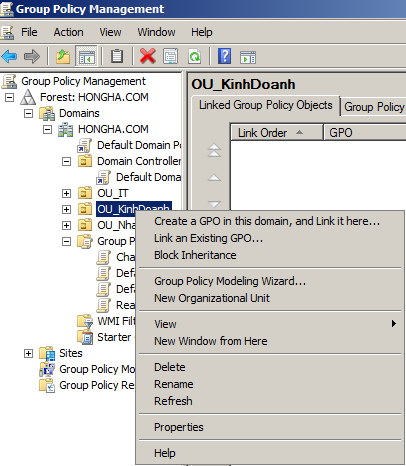 Group Policy Management
File Action View Window Help
Group Policy Management
Forest: HONGHA.COM
Domains
HONGHA.COM
Default Domain Po
Domain Controller
Default Doma
OU_IT
OU_KinhDoanh
OU_Nha
Group P
Cha
Defa
Defa
Rea
WMI Filt
Starter
Sites
Group Policy Mo
Group Policy Res
OU_KinhDoanh
Linked Group Policy Objects Group Policy
Link Order GPO
Create a GPO in this domain, and Link it here...
Link an Existing GPO...
Block Inheritance
Group Policy Modeling Wizard...
New Organizational Unit
View
New Window from Here
Delete
Rename
Refresh
Properties
Help